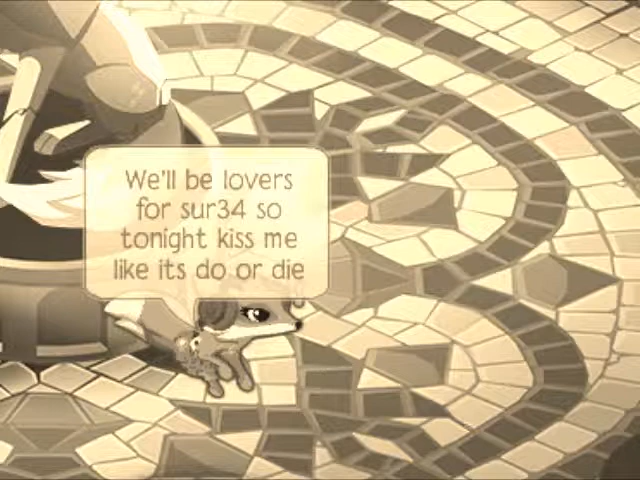 We'll be lovers
for sur34 so
tonight kiss me
like its do or die